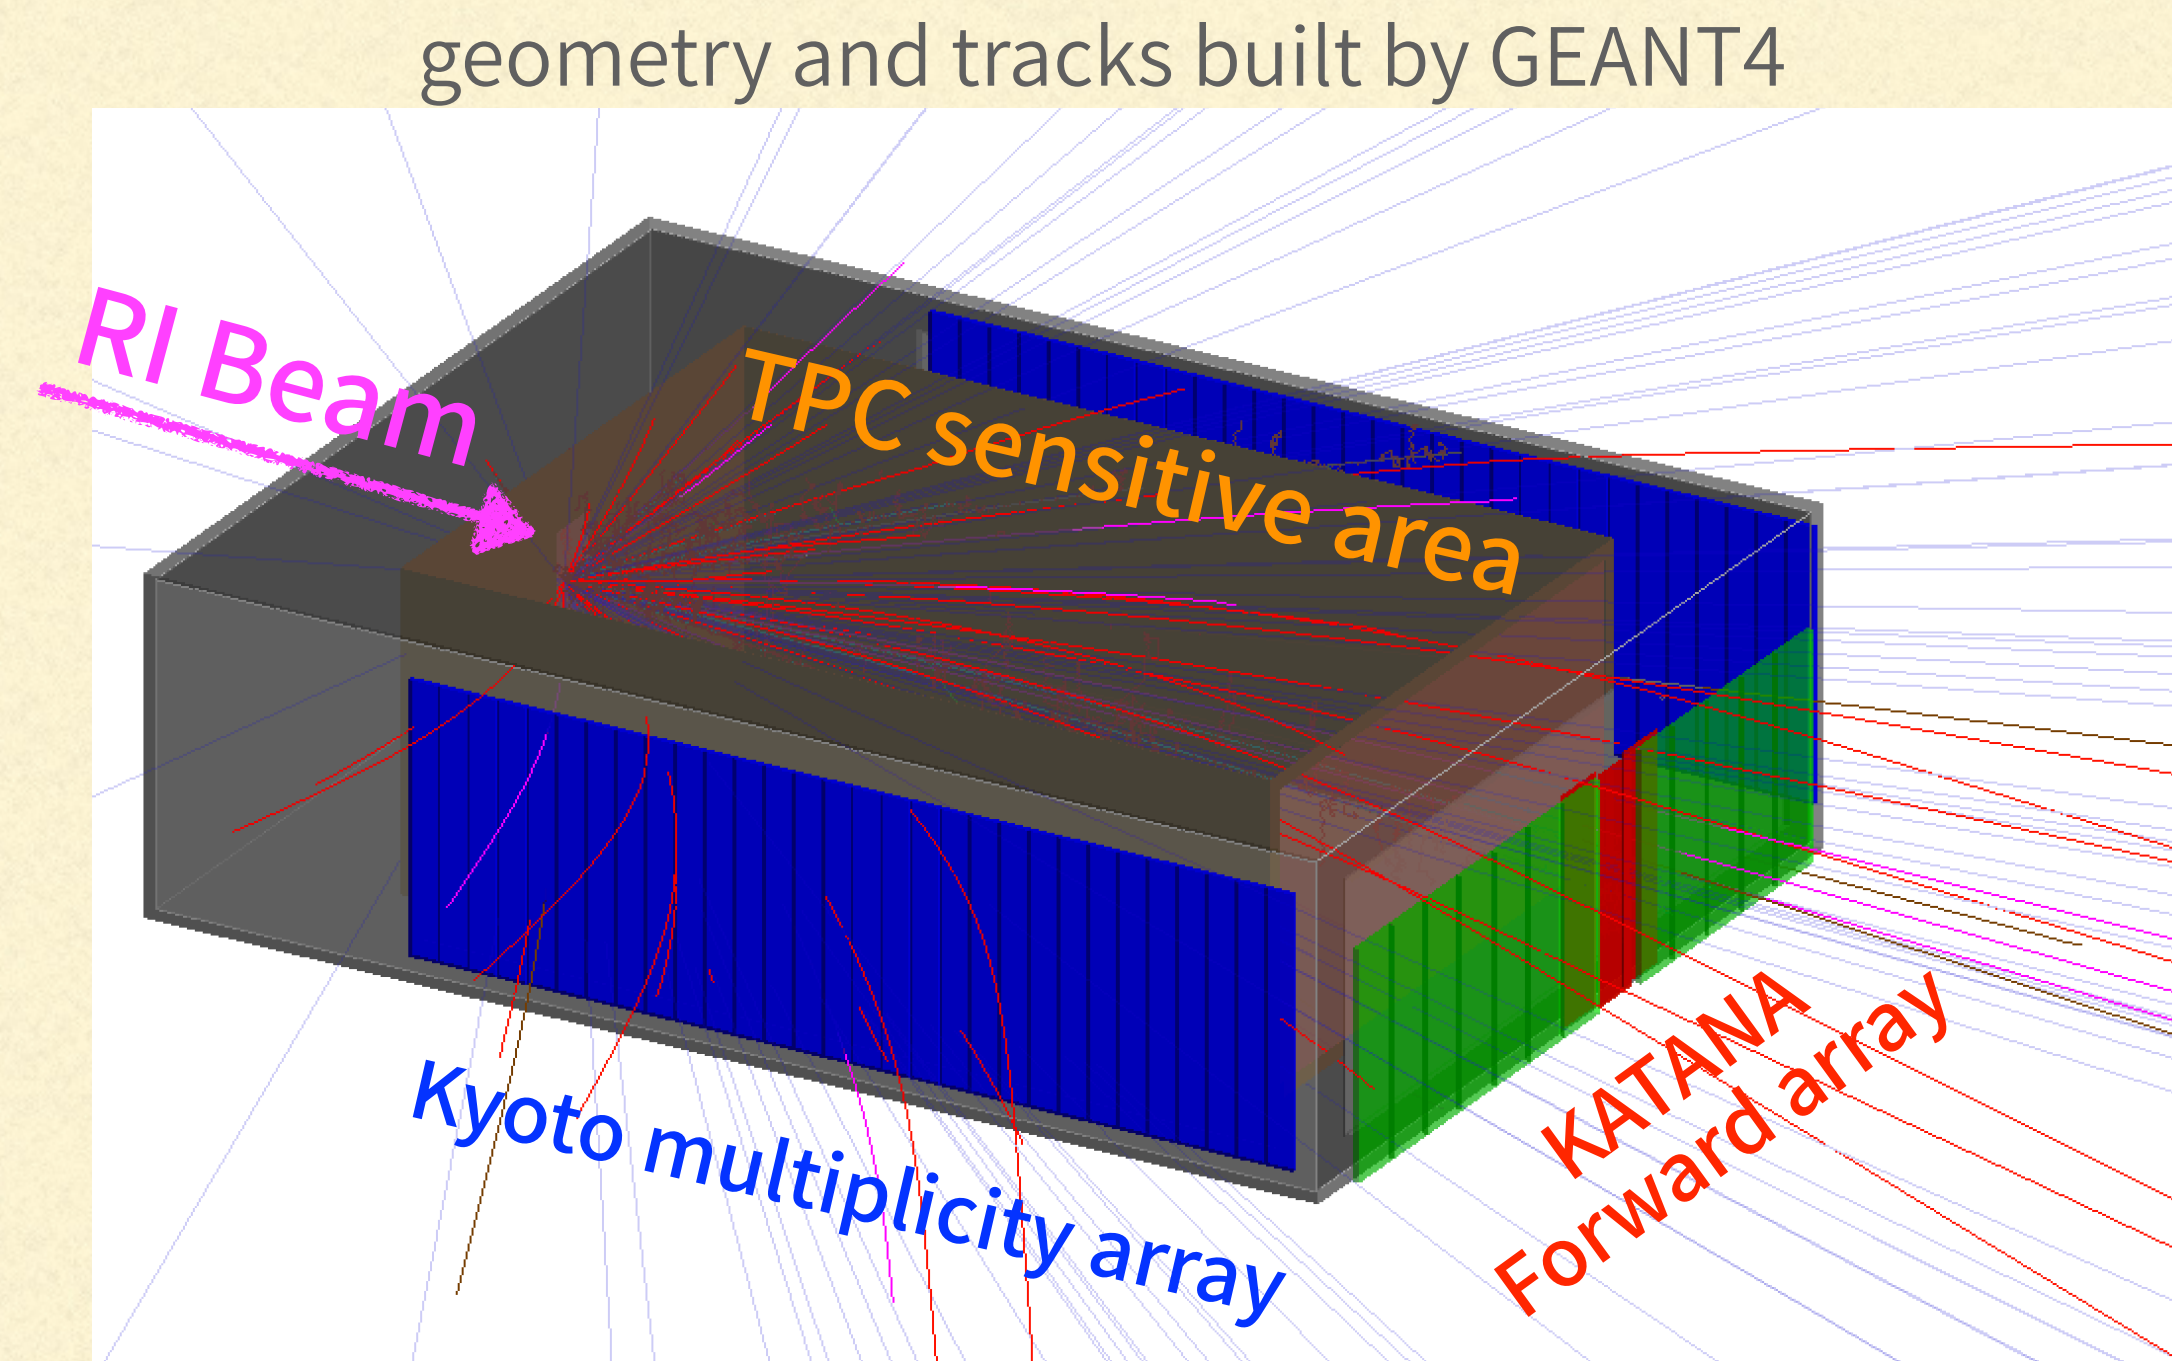 geometry and tracks built by GEANT4
RI Beam
TPC sensitive area
Kyoto multiplicity array
KATANA
Forward array